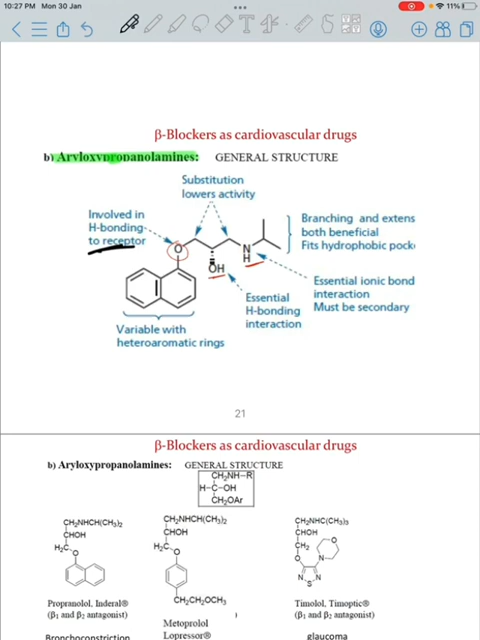 10:27 PM Mon 30 Jan
11%
β-Blockers as cardiovascular drugs
b) Aryloxypropanolamines: GENERAL STRUCTURE
Substitution
lowers activity
Involved in
H-bonding
to receptor
Branching and extens
both beneficial
Fits hydrophobic pock
O
N
H
OH
Essential ionic bond
interaction
Must be secondary
Essential
H-bonding
interaction
Variable with
heteroaromatic rings
21
β-Blockers as cardiovascular drugs
b) Aryloxypropanolamines: GENERAL STRUCTURE
CH₂NH-R
H-C-OH
CH₂OAr
CH₂NHCH(CH₃)₂
CHOH
H₂C
O
CH₂NHCH(CH₃)₂
CHOH
H₂C
O
CH₂CH₂OCH₃
CH₂NHC(CH₃)₃
CHOH
CH₂
O
O
N
N
N
S
Propranolol, Inderal®
(β₁ and β₂ antagonist)
Metoprolol
Lopressor®
Timolol, Timoptic®
(β₁ and β₂ antagonist)
Bronchoconstriction
glaucoma